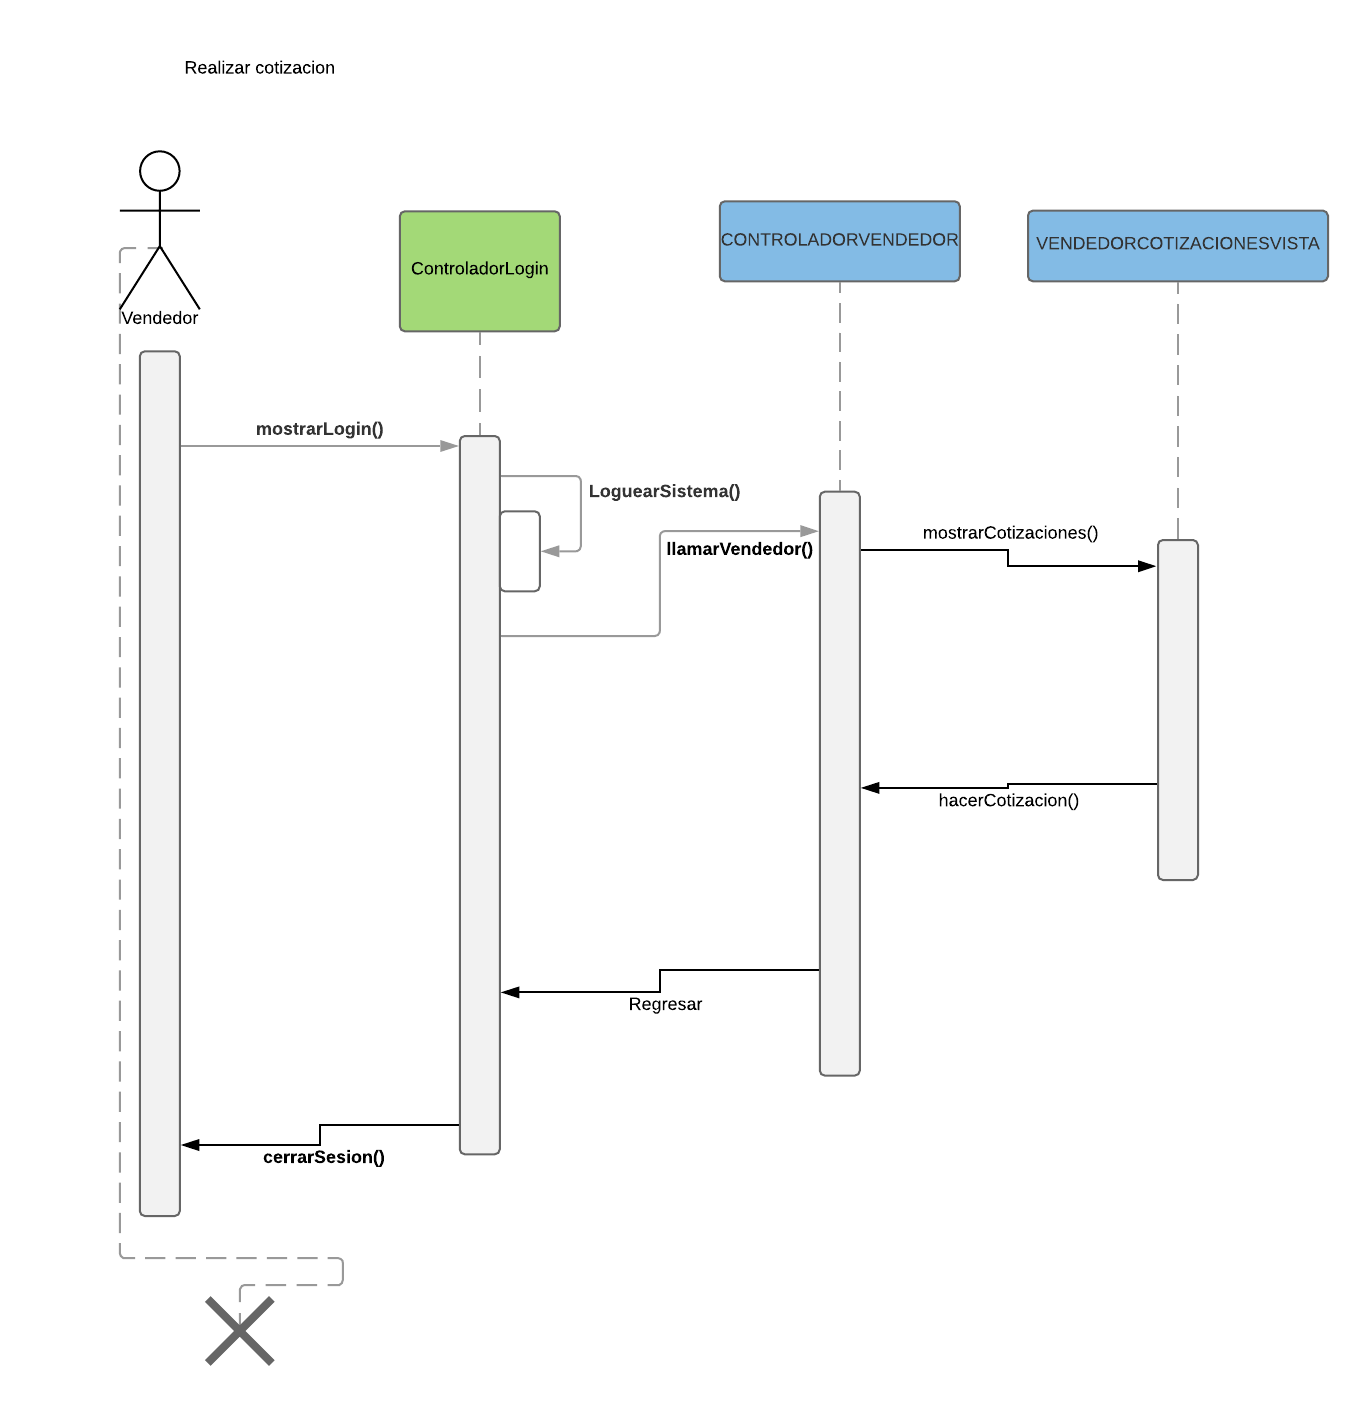 Realizar cotizacion
Vendedor
ControladorLogin
CONTROLADORVENDEDOR
VENDEDORCOTIZACIONESVISTA
mostrarLogin()
LoguearSistema()
llamarVendedor()
mostrarCotizaciones()
hacerCotizacion()
Regresar
cerrarSesion()